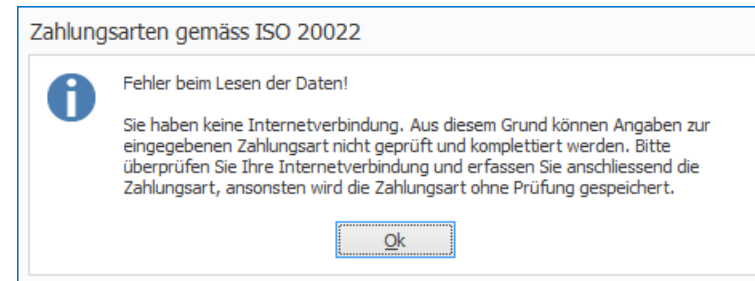 Zahlungsarten gemäss ISO 20022
Fehler beim Lesen der Daten!
Sie haben keine Internetverbindung. Aus diesem Grund können Angaben zur
eingegebenen Zahlungsart nicht geprüft und komplettiert werden. Bitte
überprüfen Sie Ihre Internetverbindung und erfassen Sie anschliessend die
Zahlungsart, ansonsten wird die Zahlungsart ohne Prüfung gespeichert.
Ok